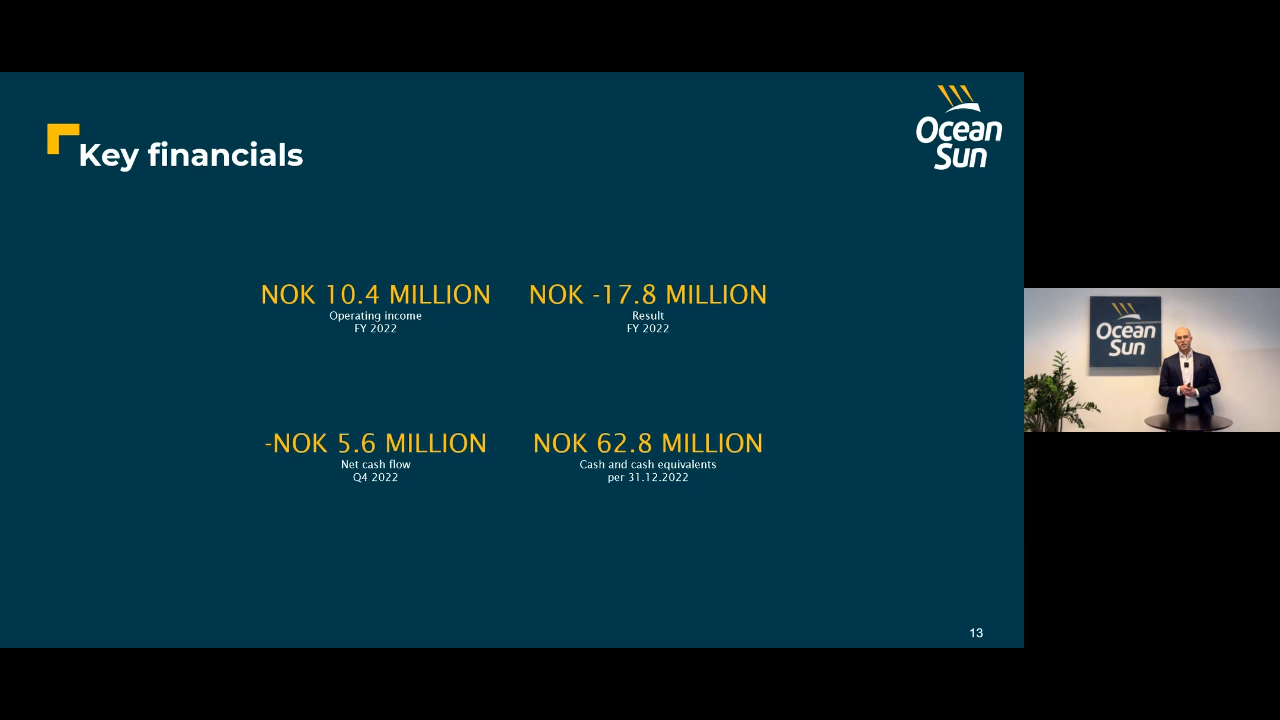 Ocean
Sun
Key financials
NOK 10.4 MILLION
Operating income
FY 2022
NOK -17.8 MILLION
Result
FY 2022
-NOK 5.6 MILLION
Net cash flow
Q4 2022
NOK 62.8 MILLION
Cash and cash equivalents
per 31.12.2022
13
Ocean
Sun